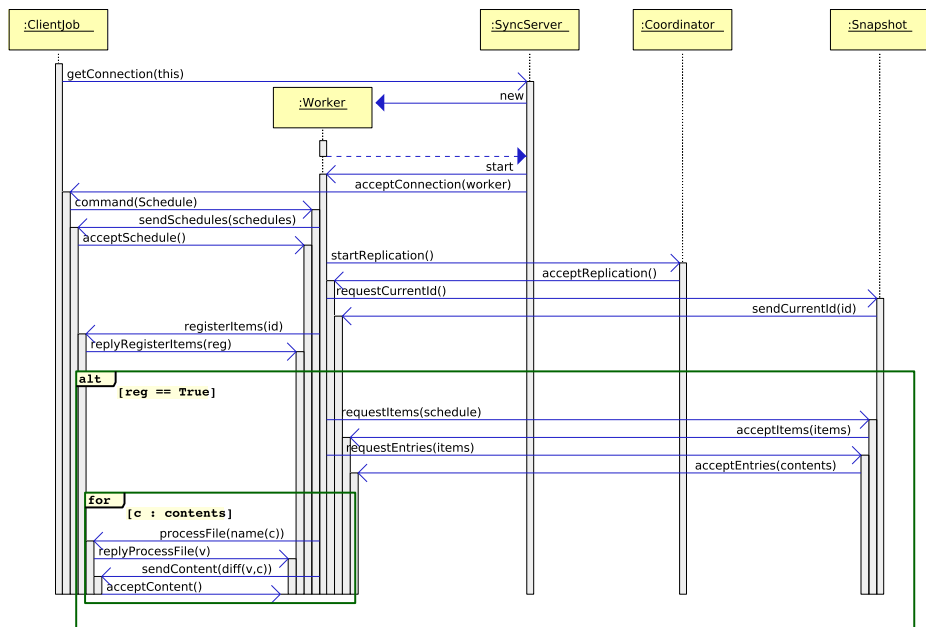 :ClientJob
:SyncServer
:Coordinator
:Snapshot
getConnection(this)
new
:Worker
start
acceptConnection(worker)
command(Schedule)
sendSchedules(schedules)
acceptSchedule()
startReplication()
acceptReplication()
requestCurrentId()
sendCurrentId(id)
registerItems(id)
replyRegisterItems(reg)
alt
[reg == True]
requestItems(schedule)
acceptItems(items)
requestEntries(items)
acceptEntries(contents)
for
[c : contents]
processFile(name(c))
replyProcessFile(v)
sendContent(diff(v,c))
acceptContent()